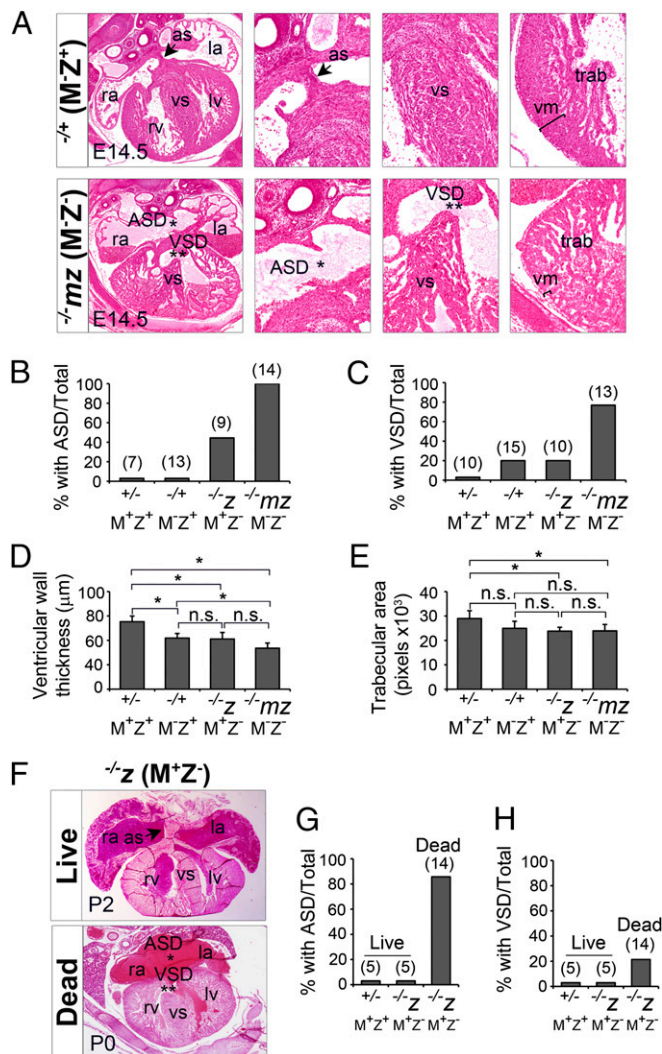 A
-/+ (M-Z+)
as
la
ra
vs
lv
rv
E14.5
as
vs
trab
vm
-/-mz (M-Z-)
ASD *
la
ra
VSD
**
vs
E14.5
ASD *
VSD
**
vs
trab
vm
B
% with ASD/Total
100
80
60
40
20
0
(7)
(13)
(9)
(14)
+/-
-/+
-/-z
-/-mz
M+Z+
M-Z+
M+Z-
M-Z-
C
% with VSD/Total
100
80
60
40
20
0
(10)
(15)
(10)
(13)
+/-
-/+
-/-z
-/-mz
M+Z+
M-Z+
M+Z-
M-Z-
D
Ventricular wall
thickness (μm)
100
80
60
40
20
0
*
*
* *
n.s. n.s.
+/-
-/+
-/-z
-/-mz
M+Z+
M-Z+
M+Z-
M-Z-
E
Trabecular area
(pixels x10³)
40
30
20
10
0
*
* n.s.
n.s. n.s. n.s.
+/-
-/+
-/-z
-/-mz
M+Z+
M-Z+
M+Z-
M-Z-
F
-/-z (M+Z-)
Live
ra as
la
rv
vs
lv
P2
Dead
ASD
*
la
ra
VSD
**
lv
rv
vs
P0
G
% with ASD/Total
100
80
60
40
20
0
Dead
(14)
Live
(5) (5)
+/-
-/-z
-/-z
M+Z+
M+Z-
M+Z-
H
% with VSD/Total
100
80
60
40
20
0
Dead
(14)
Live
(5) (5)
+/-
-/-z
-/-z
M+Z+
M+Z-
M+Z-